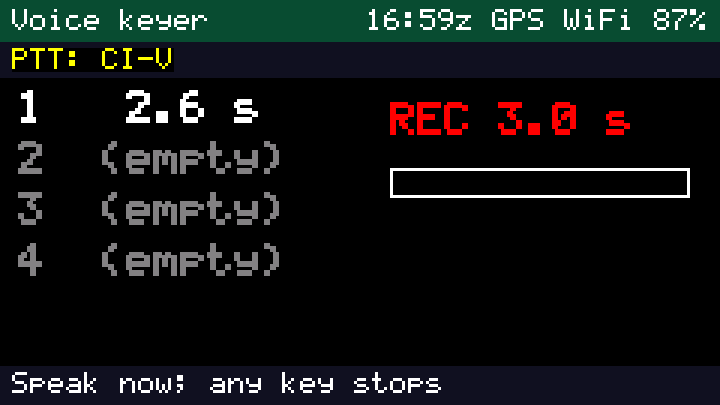 Voice keyer 16:59z GPS WiFi 87%
PTT: CI-V
1 2.6 s
REC 3.0 s
2 (empty)
3 (empty)
4 (empty)
Speak now; any key stops